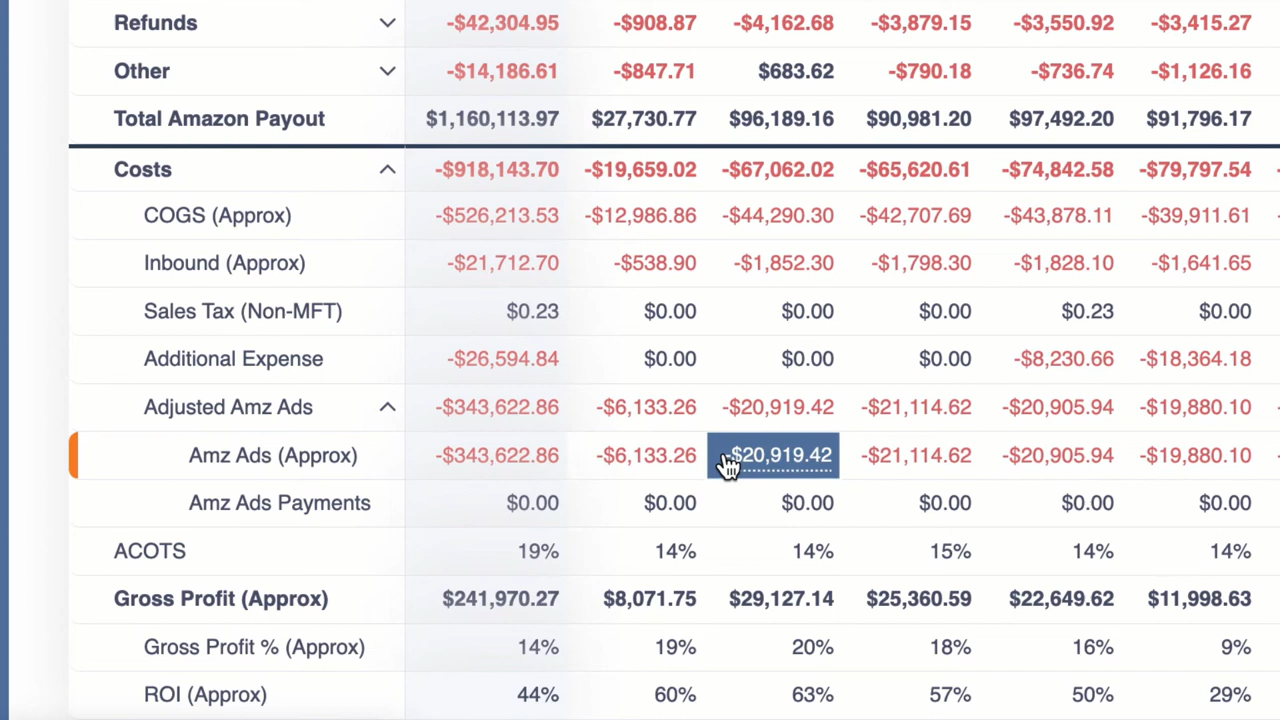 Refunds -$42,304.95 -$908.87 -$4,162.68 -$3,879.15 -$3,550.92 -$3,415.27
Other -$14,186.61 -$847.71 $683.62 -$790.18 -$736.74 -$1,126.16
Total Amazon Payout $1,160,113.97 $27,730.77 $96,189.16 $90,981.20 $97,492.20 $91,796.17
Costs -$918,143.70 -$19,659.02 -$67,062.02 -$65,620.61 -$74,842.58 -$79,797.54 -
COGS (Approx) -$526,213.53 -$12,986.86 -$44,290.30 -$42,707.69 -$43,878.11 -$39,911.61 -
Inbound (Approx) -$21,712.70 -$538.90 -$1,852.30 -$1,798.30 -$1,828.10 -$1,641.65
Sales Tax (Non-MFT) $0.23 $0.00 $0.00 $0.00 $0.23 $0.00
Additional Expense -$26,594.84 $0.00 $0.00 $0.00 -$8,230.66 -$18,364.18
Adjusted Amz Ads -$343,622.86 -$6,133.26 -$20,919.42 -$21,114.62 -$20,905.94 -$19,880.10 -
Amz Ads (Approx) -$343,622.86 -$6,133.26 -$20,919.42 -$21,114.62 -$20,905.94 -$19,880.10 -
Amz Ads Payments $0.00 $0.00 $0.00 $0.00 $0.00 $0.00
ACOTS 19% 14% 14% 15% 14% 14%
Gross Profit (Approx) $241,970.27 $8,071.75 $29,127.14 $25,360.59 $22,649.62 $11,998.63
Gross Profit % (Approx) 14% 19% 20% 18% 16% 9%
ROI (Approx) 44% 60% 63% 57% 50% 29%